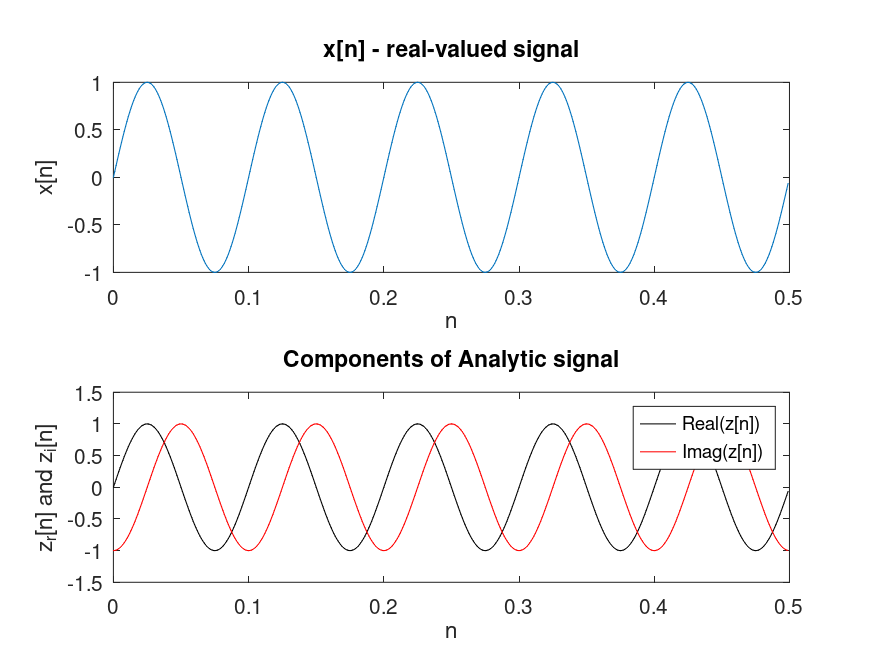 x[n] - real-valued signal
1
0.5
0
-0.5
-1
x[n]
0 0.1 0.2 0.3 0.4 0.5
n
Components of Analytic signal
1.5
1
0.5
0
-0.5
-1
-1.5
zr[n] and zi[n]
Real(z[n])
Imag(z[n])
0 0.1 0.2 0.3 0.4 0.5
n